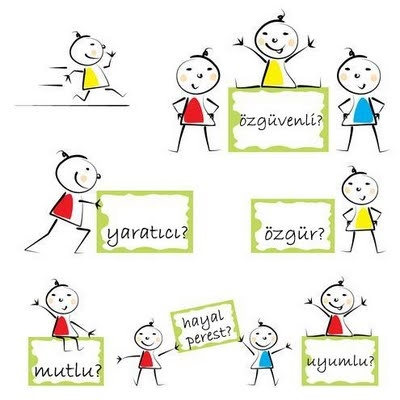 özgüvenli?
yaratıcı?
özgür?
hayal
perest?
mutlu?
uyumlu?